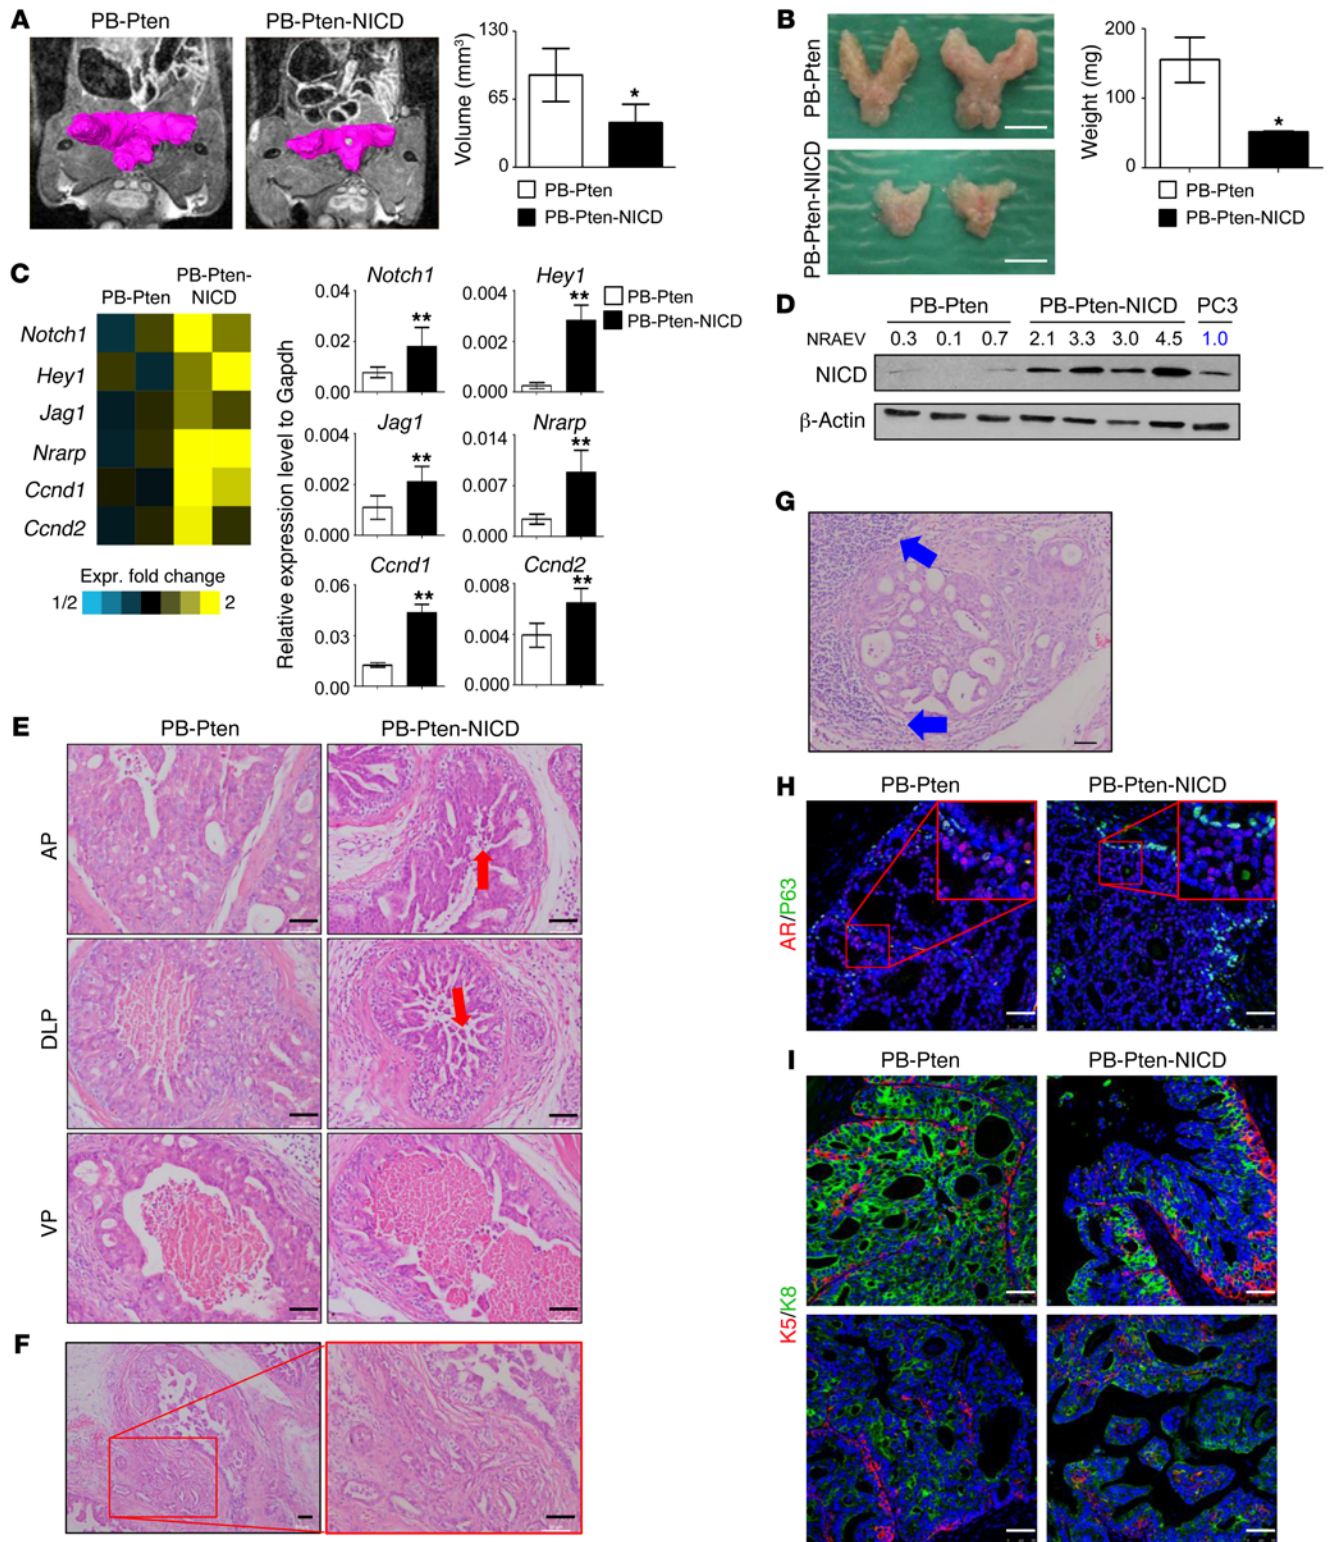 A
PB-Pten
PB-Pten-NICD
Volume (mm³)
130
65
0
*
PB-Pten
PB-Pten-NICD
B
PB-Pten
PB-Pten-NICD
Weight (mg)
200
100
0
*
PB-Pten
PB-Pten-NICD
C
PB-Pten
PB-Pten-
NICD
Notch1
Hey1
Jag1
Nrarp
Ccnd1
Ccnd2
Expr. fold change
1/2
2
Relative expression level to Gapdh
Notch1
0.04
0.02
0.00
**
Hey1
0.004
0.002
0.000
**
PB-Pten
PB-Pten-NICD
Jag1
0.004
0.002
0.000
**
Nrarp
0.014
0.007
0.000
**
Ccnd1
0.06
0.03
0.00
**
Ccnd2
0.008
0.004
0.000
**
D
PB-Pten PB-Pten-NICD PC3
NRAEV 0.3 0.1 0.7 2.1 3.3 3.0 4.5 1.0
NICD
β-Actin
E
PB-Pten
PB-Pten-NICD
AP
DLP
VP
F
G
H
PB-Pten
PB-Pten-NICD
AR/P63
I
PB-Pten
PB-Pten-NICD
K5/K8